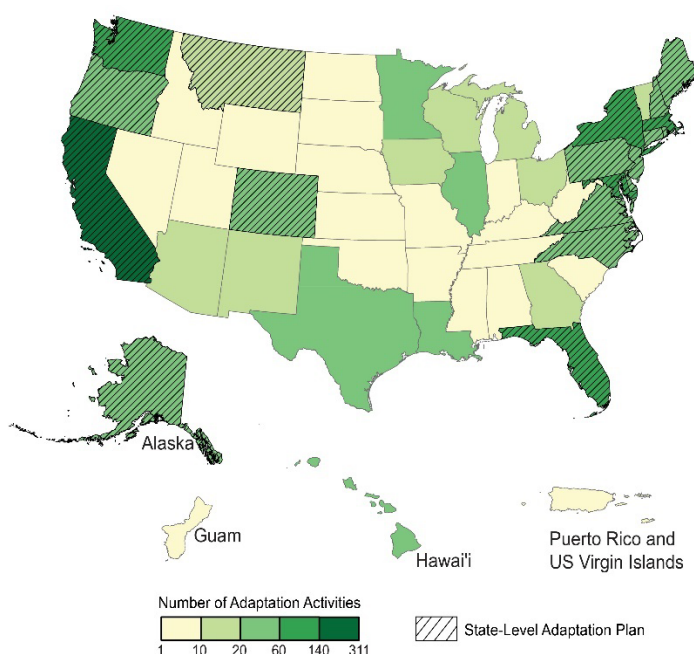 Alaska
Guam
Hawai'i
Puerto Rico and
US Virgin Islands
Number of Adaptation Activities
1 10 20 60 140 311
State-Level Adaptation Plan